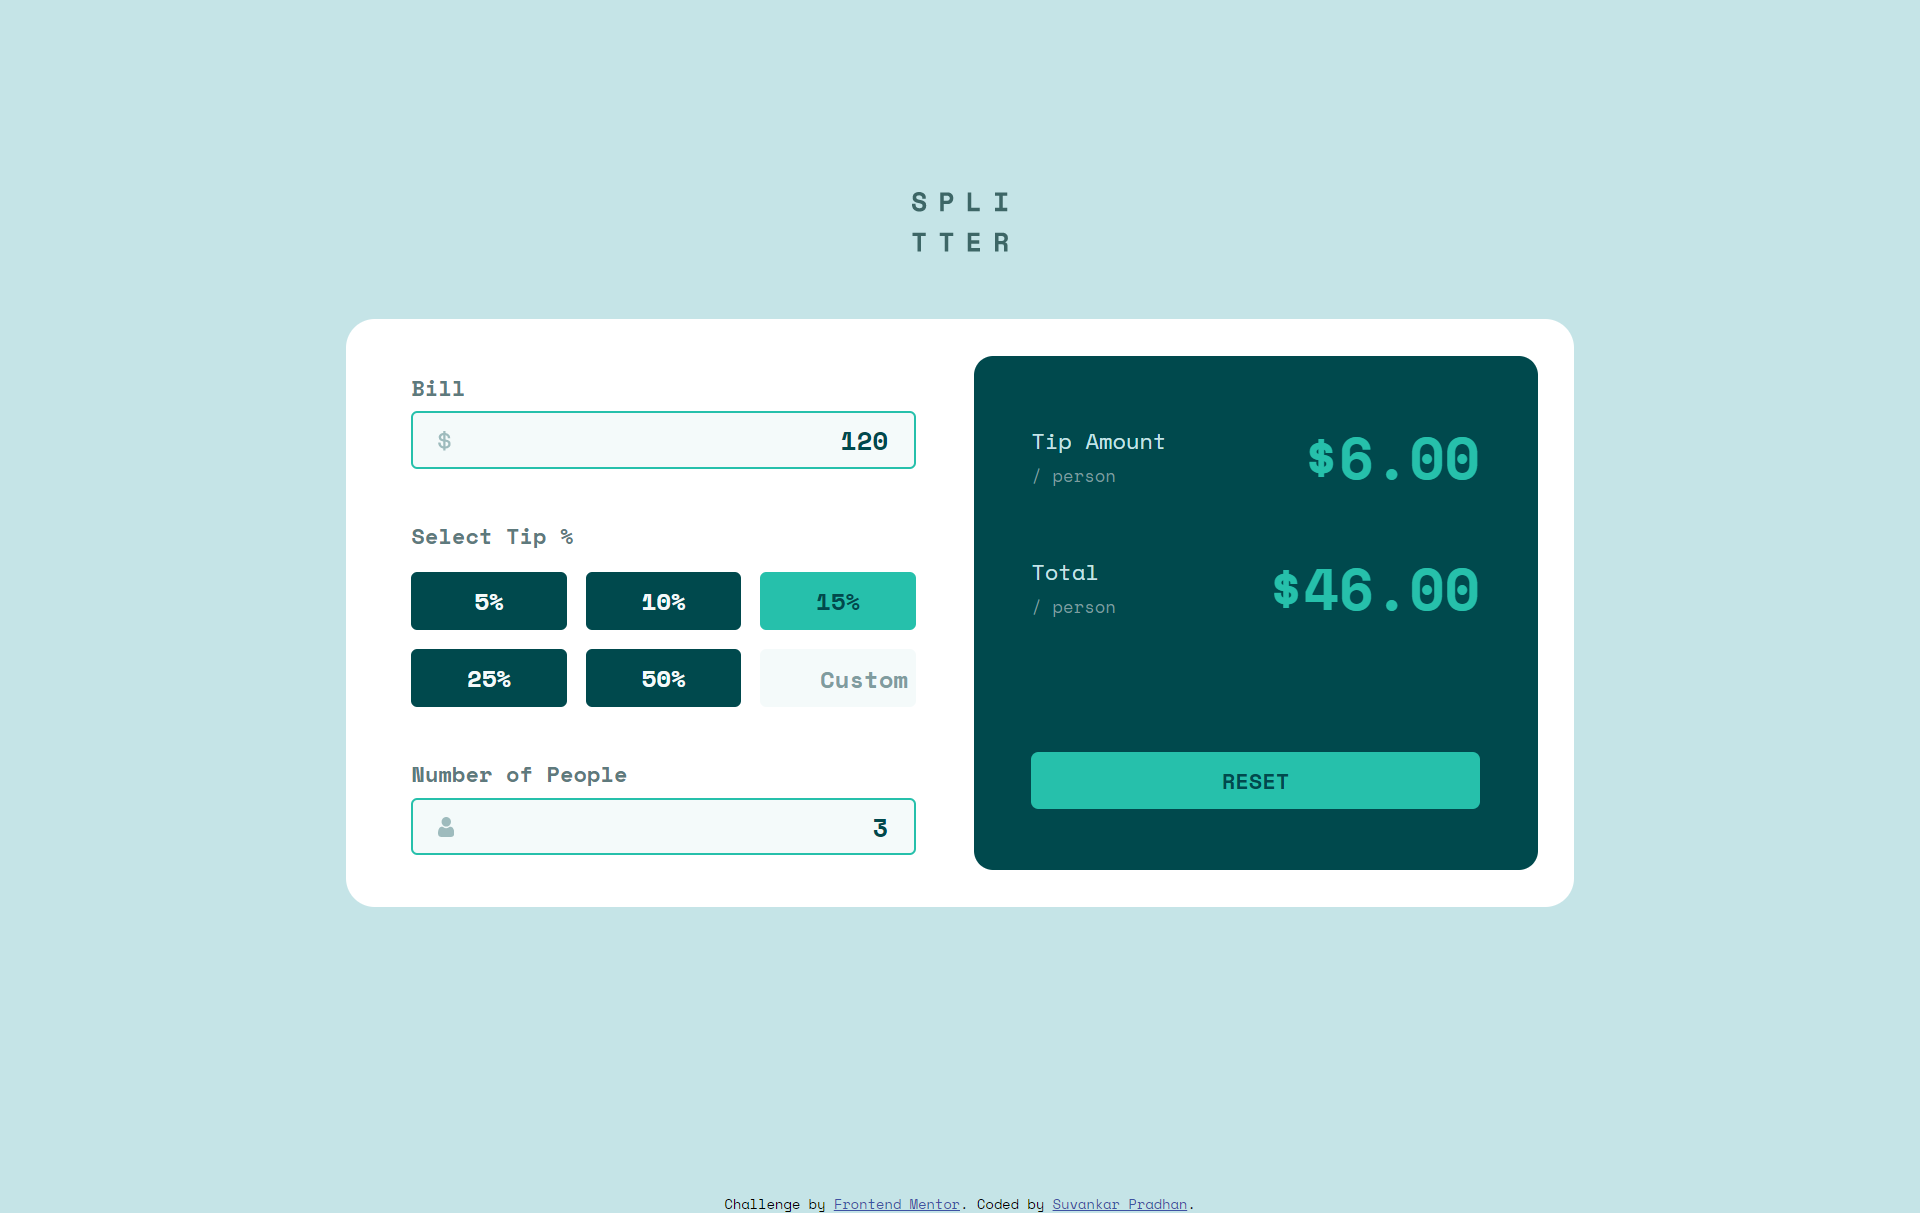 SPLI
TTER
Bill
$ 120
Select Tip %
5% 10% 15%
25% 50% Custom
Number of People
3
Tip Amount
/ person
$6.00
Total
/ person
$46.00
RESET
Challenge by Frontend Mentor. Coded by Suvankar Pradhan.